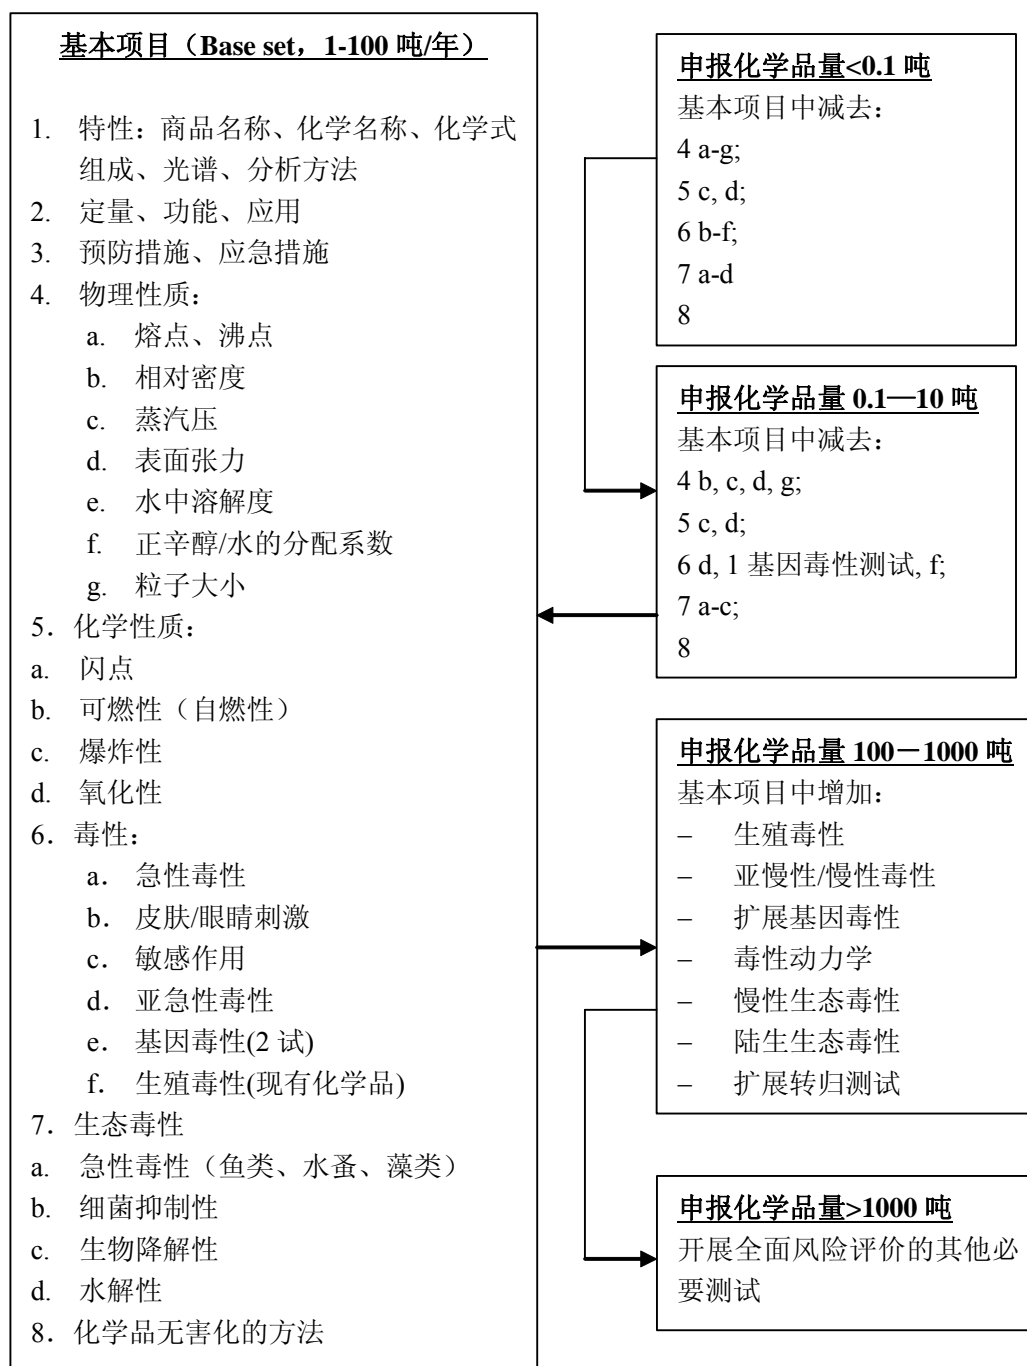 基本项目（Base set，1-100 吨/年）
1. 特性：商品名称、化学名称、化学式
组成、光谱、分析方法
2. 定量、功能、应用
3. 预防措施、应急措施
4. 物理性质：
a. 熔点、沸点
b. 相对密度
c. 蒸汽压
d. 表面张力
e. 水中溶解度
f. 正辛醇/水的分配系数
g. 粒子大小
5．化学性质：
a. 闪点
b. 可燃性（自燃性）
c. 爆炸性
d. 氧化性
6．毒性：
a． 急性毒性
b． 皮肤/眼睛刺激
c． 敏感作用
d． 亚急性毒性
e． 基因毒性(2 试)
f． 生殖毒性(现有化学品)
7．生态毒性
a. 急性毒性（鱼类、水蚤、藻类）
b. 细菌抑制性
c. 生物降解性
d. 水解性
8．化学品无害化的方法
申报化学品量<0.1 吨
基本项目中减去：
4 a-g;
5 c, d;
6 b-f;
7 a-d
8
申报化学品量 0.1—10 吨
基本项目中减去：
4 b, c, d, g;
5 c, d;
6 d, 1 基因毒性测试, f;
7 a-c;
8
申报化学品量 100－1000 吨
基本项目中增加：
– 生殖毒性
– 亚慢性/慢性毒性
– 扩展基因毒性
– 毒性动力学
– 慢性生态毒性
– 陆生生态毒性
– 扩展转归测试
申报化学品量>1000 吨
开展全面风险评价的其他必
要测试